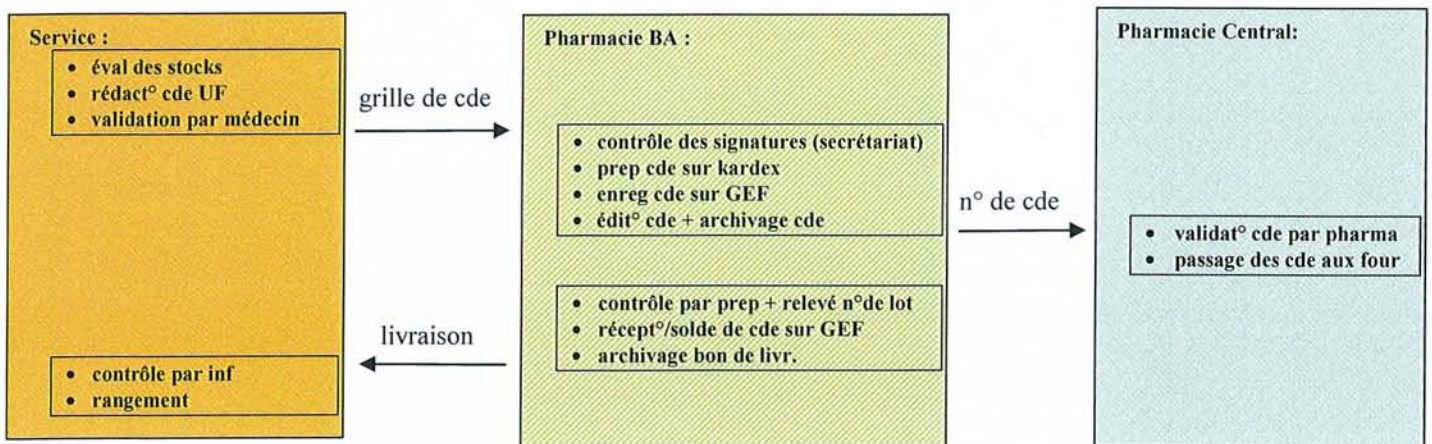 Service :
• éval des stocks
• rédact° cde UF
• validation par médecin
grille de cde
Pharmacie BA :
• contrôle des signatures (secrétariat)
• prep cde sur kardex
• enreg cde sur GEF
• édit° cde + archivage cde
n° de cde
Pharmacie Central:
• validat° cde par pharma
• passage des cde aux four
• contrôle par prep + relevé n°de lot
• récept°/solde de cde sur GEF
• archivage bon de livr.
livraison
• contrôle par inf
• rangement